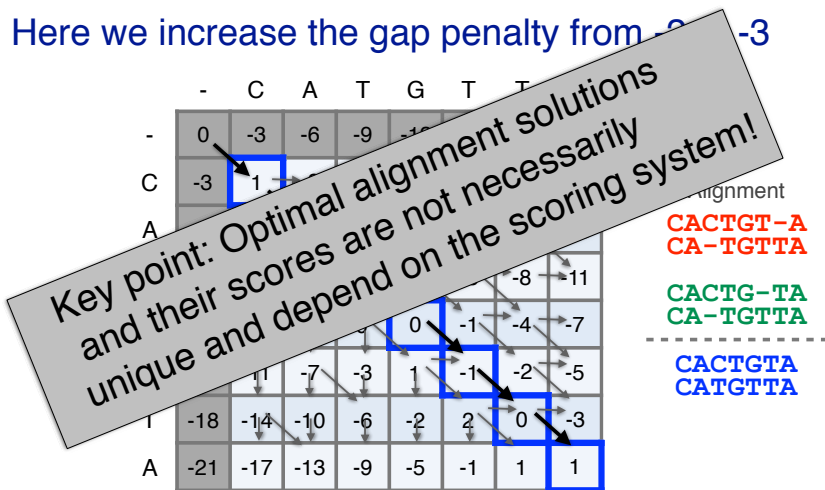 Here we increase the gap penalty from -3
- C A T G T T
- 0 -3 -6 -9
C -3 1
Key point: Optimal alignment solutions
and their scores are not necessarily
unique and depend on the scoring system!
Alignment
A
CACTGT-A
CA-TGTTA
-8 -11
CACTG-TA
CA-TGTTA
0 -1 -4 -7
-7 -3 1 -1 -2 -5
CACTGTA
CATGTTA
T -18 -14 -10 -6 -2 2 0 -3
A -21 -17 -13 -9 -5 -1 1 1